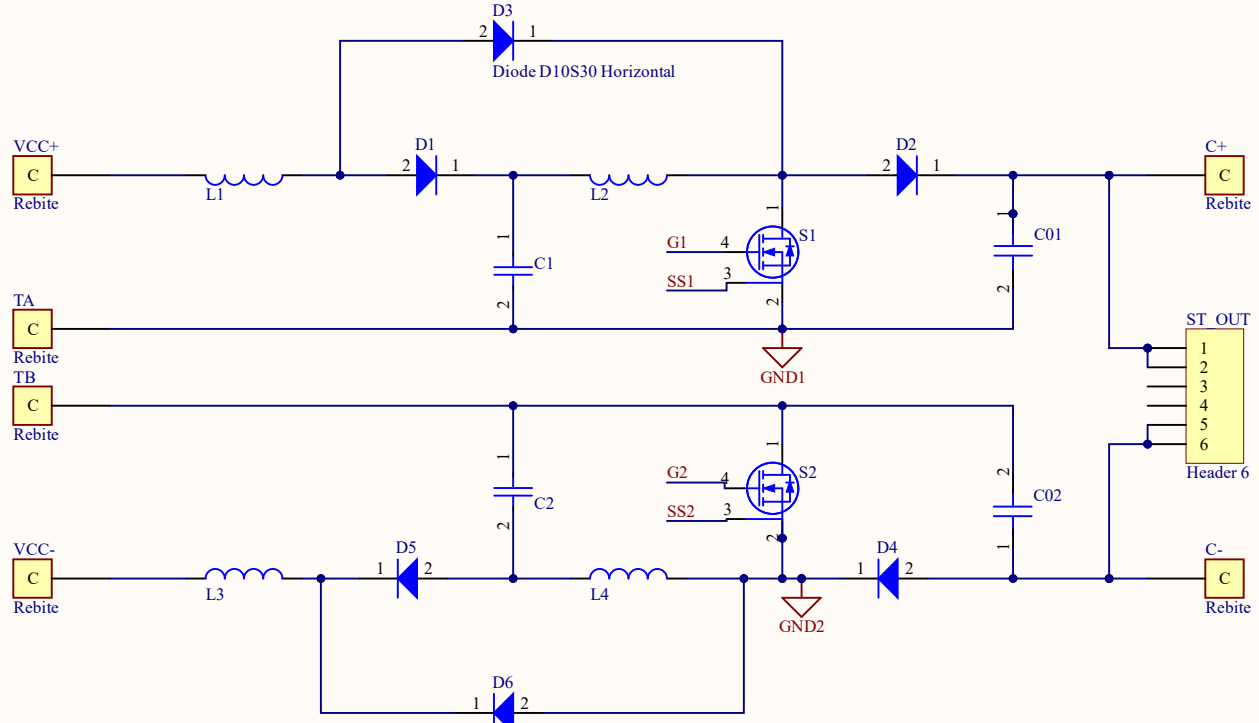 D3
2 1
Diode D10S30 Horizontal
VCC+
C
Rebite
L1
D1
2 1
L2
D2
2 1
C+
C
Rebite
1
C1
2
G1 4
SS1 3
1
S1
2
1
C01
2
TA
C
Rebite
GND1
TB
C
Rebite
ST_OUT
1
2
3
4
5
6
Header 6
1
C2
2
G2 4
SS2 3
1
S2
2
2
C02
1
VCC-
C
Rebite
L3
D5
1 2
L4
GND2
D4
1 2
C-
C
Rebite
D6
1 2